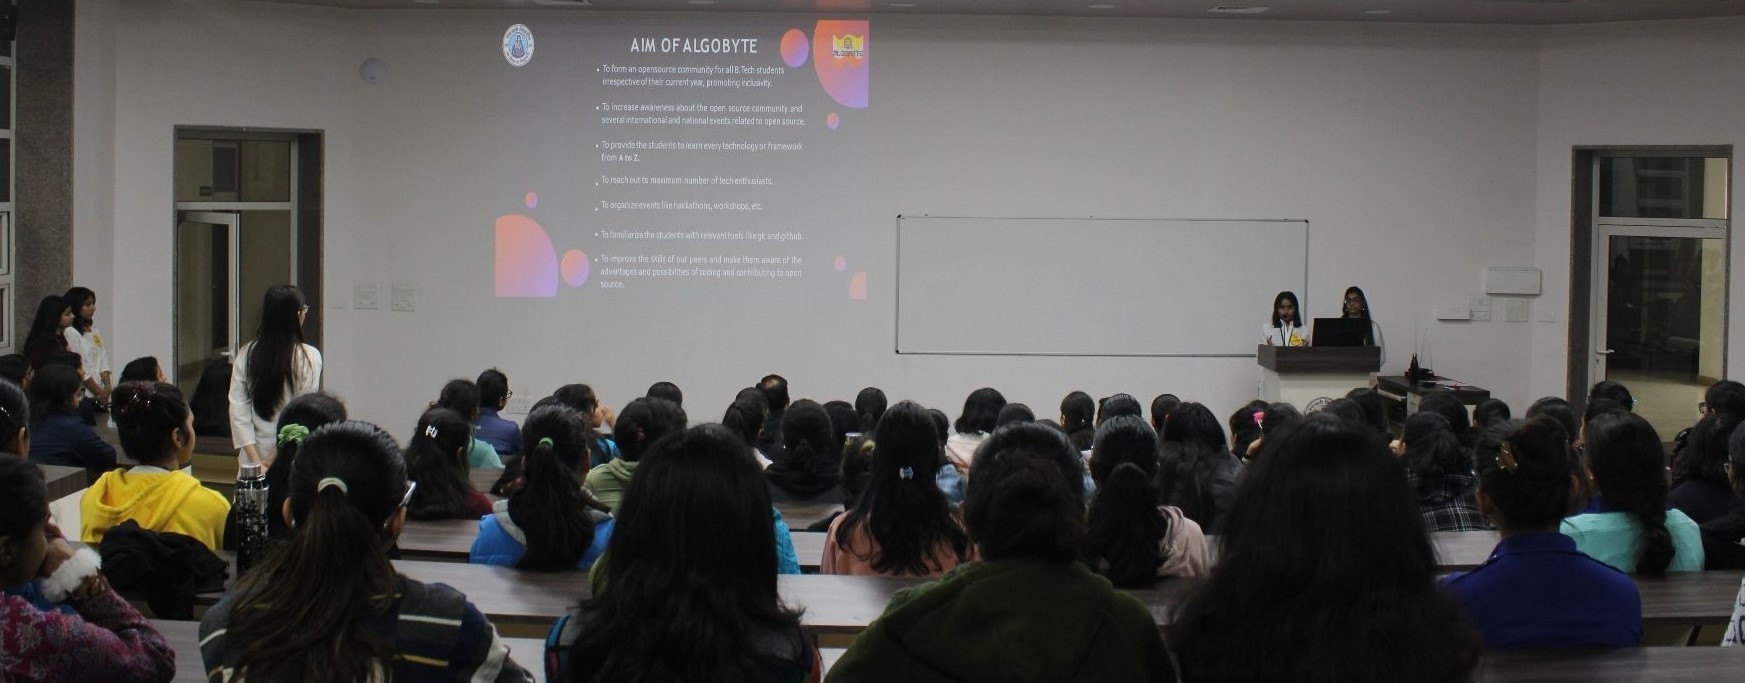 AIM OF ALGOBYTE
ALGOBYTE
• To form an opensource community for all B.Tech students
irrespective of their current year, promoting inclusivity.
• To increase awareness about the open source community and
several international and national events related to open source.
• To provide the students to learn every technology or framework
from A to Z.
• To reach out to maximum number of tech enthusiasts.
• To organize events like hackathons, workshops, etc.
• To familiarize the students with relevant tools like git and github.
• To improve the skills of our peers and make them aware of the
advantages and possibilities of coding and contributing to open
source.